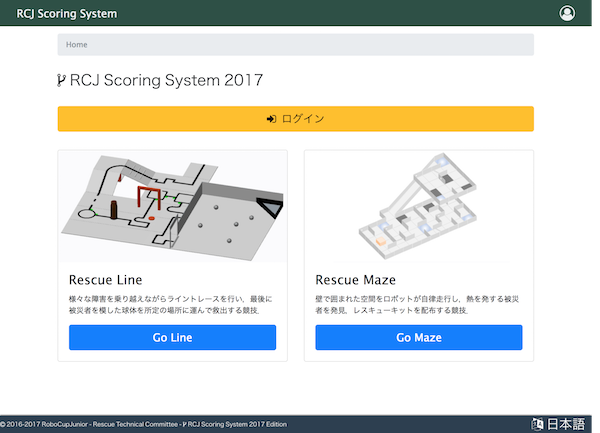 RCJ Scoring System
Home
RCJ Scoring System 2017
ログイン
Rescue Line
様々な障害を乗り越えながらライントレースを行い、最後に
被災者を模した球体を所定の場所に運んで救出する競技.
Go Line
Rescue Maze
壁で囲まれた空間をロボットが自律走行し、熱を発する被災
者を発見、レスキューキットを配布する競技.
Go Maze
© 2016-2017 RoboCupJunior - Rescue Technical Committee - RCJ Scoring System 2017 Edition
日本語